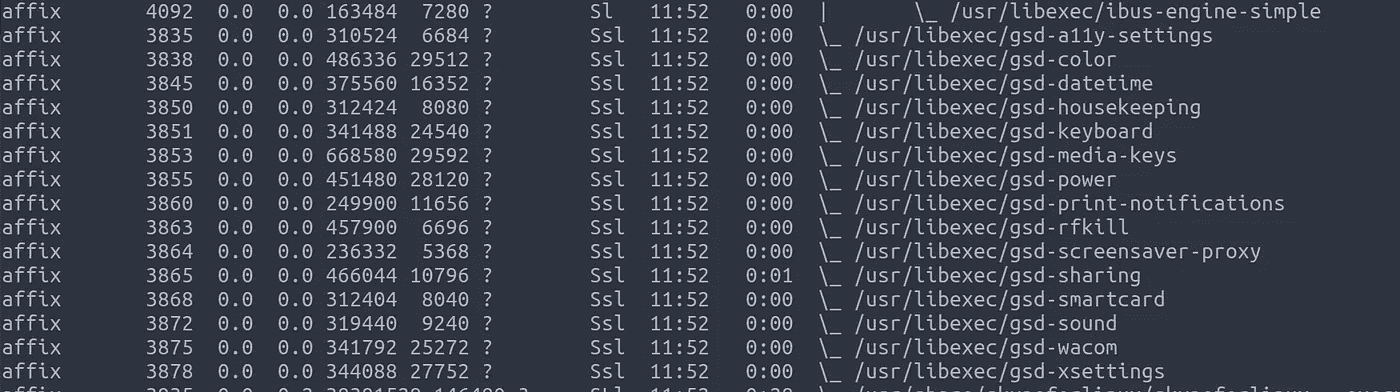 affix       4092  0.0  0.0 163484  7280 ?        Sl   11:52   0:00  |       \_ /usr/libexec/ibus-engine-simple
affix       3835  0.0  0.0 310524  6684 ?        Ssl  11:52   0:00  \_ /usr/libexec/gsd-a11y-settings
affix       3838  0.0  0.0 486336 29512 ?        Ssl  11:52   0:00  \_ /usr/libexec/gsd-color
affix       3845  0.0  0.0 375560 16352 ?        Ssl  11:52   0:00  \_ /usr/libexec/gsd-datetime
affix       3850  0.0  0.0 312424  8080 ?        Ssl  11:52   0:00  \_ /usr/libexec/gsd-housekeeping
affix       3851  0.0  0.0 341488 24540 ?        Ssl  11:52   0:00  \_ /usr/libexec/gsd-keyboard
affix       3853  0.0  0.0 668580 29592 ?        Ssl  11:52   0:00  \_ /usr/libexec/gsd-media-keys
affix       3855  0.0  0.0 451480 28120 ?        Ssl  11:52   0:00  \_ /usr/libexec/gsd-power
affix       3860  0.0  0.0 249900 11656 ?        Ssl  11:52   0:00  \_ /usr/libexec/gsd-print-notifications
affix       3863  0.0  0.0 457900  6696 ?        Ssl  11:52   0:00  \_ /usr/libexec/gsd-rfkill
affix       3864  0.0  0.0 236332  5368 ?        Ssl  11:52   0:00  \_ /usr/libexec/gsd-screensaver-proxy
affix       3865  0.0  0.0 466044 10796 ?        Ssl  11:52   0:01  \_ /usr/libexec/gsd-sharing
affix       3868  0.0  0.0 312404  8040 ?        Ssl  11:52   0:00  \_ /usr/libexec/gsd-smartcard
affix       3872  0.0  0.0 319440  9240 ?        Ssl  11:52   0:00  \_ /usr/libexec/gsd-sound
affix       3875  0.0  0.0 341792 25272 ?        Ssl  11:52   0:00  \_ /usr/libexec/gsd-wacom
affix       3878  0.0  0.0 344088 27752 ?        Ssl  11:52   0:00  \_ /usr/libexec/gsd-xsettings